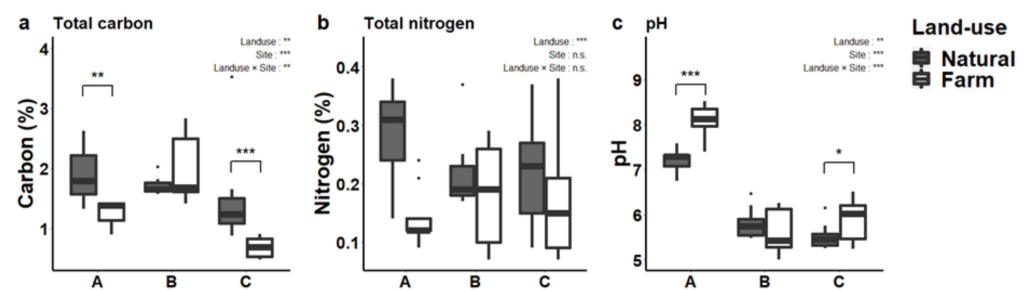 a Total carbon
Landuse : **
Site : ***
Landuse × Site : **
Carbon (%)
4
3
2
1
**
***
A B C
b Total nitrogen
Landuse : ***
Site : n.s.
Landuse × Site : n.s.
Nitrogen (%)
0.4
0.3
0.2
0.1
A B C
c pH
Landuse : **
Site : ***
Landuse × Site : ***
pH
9
8
7
6
5
***
*
A B C
Land-use
Natural
Farm